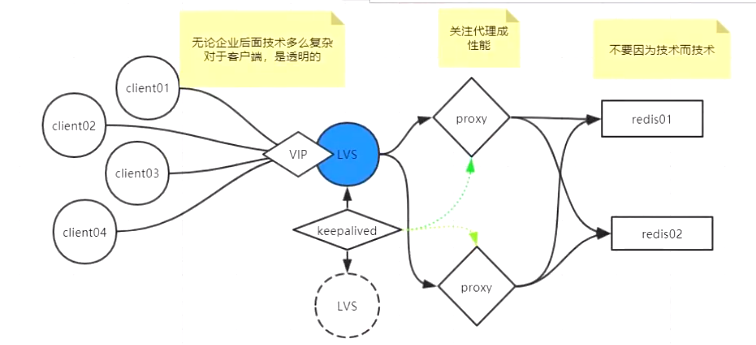 无论企业后面技术多么复杂
对于客户端，是透明的
关注代理成
性能
不要因为技术而技术
client01
client02
client03
client04
VIP
LVS
keepalived
LVS
proxy
proxy
redis01
redis02